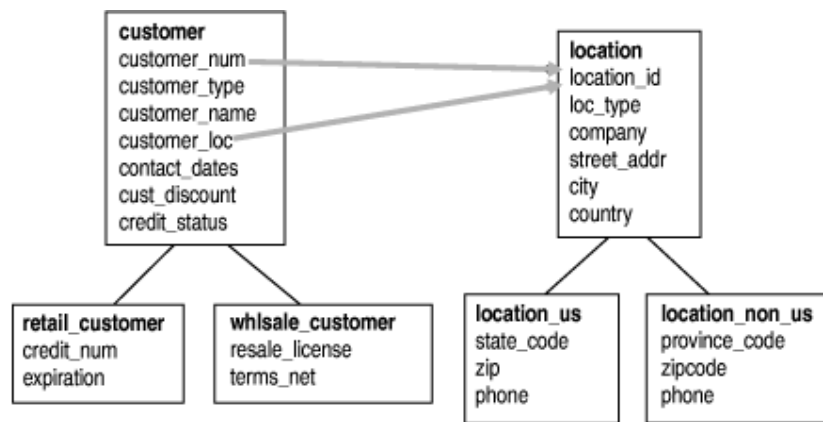 customer
customer_num
customer_type
customer_name
customer_loc
contact_dates
cust_discount
credit_status
location
location_id
loc_type
company
street_addr
city
country
retail_customer
credit_num
expiration
whlsale_customer
resale_license
terms_net
location_us
state_code
zip
phone
location_non_us
province_code
zipcode
phone